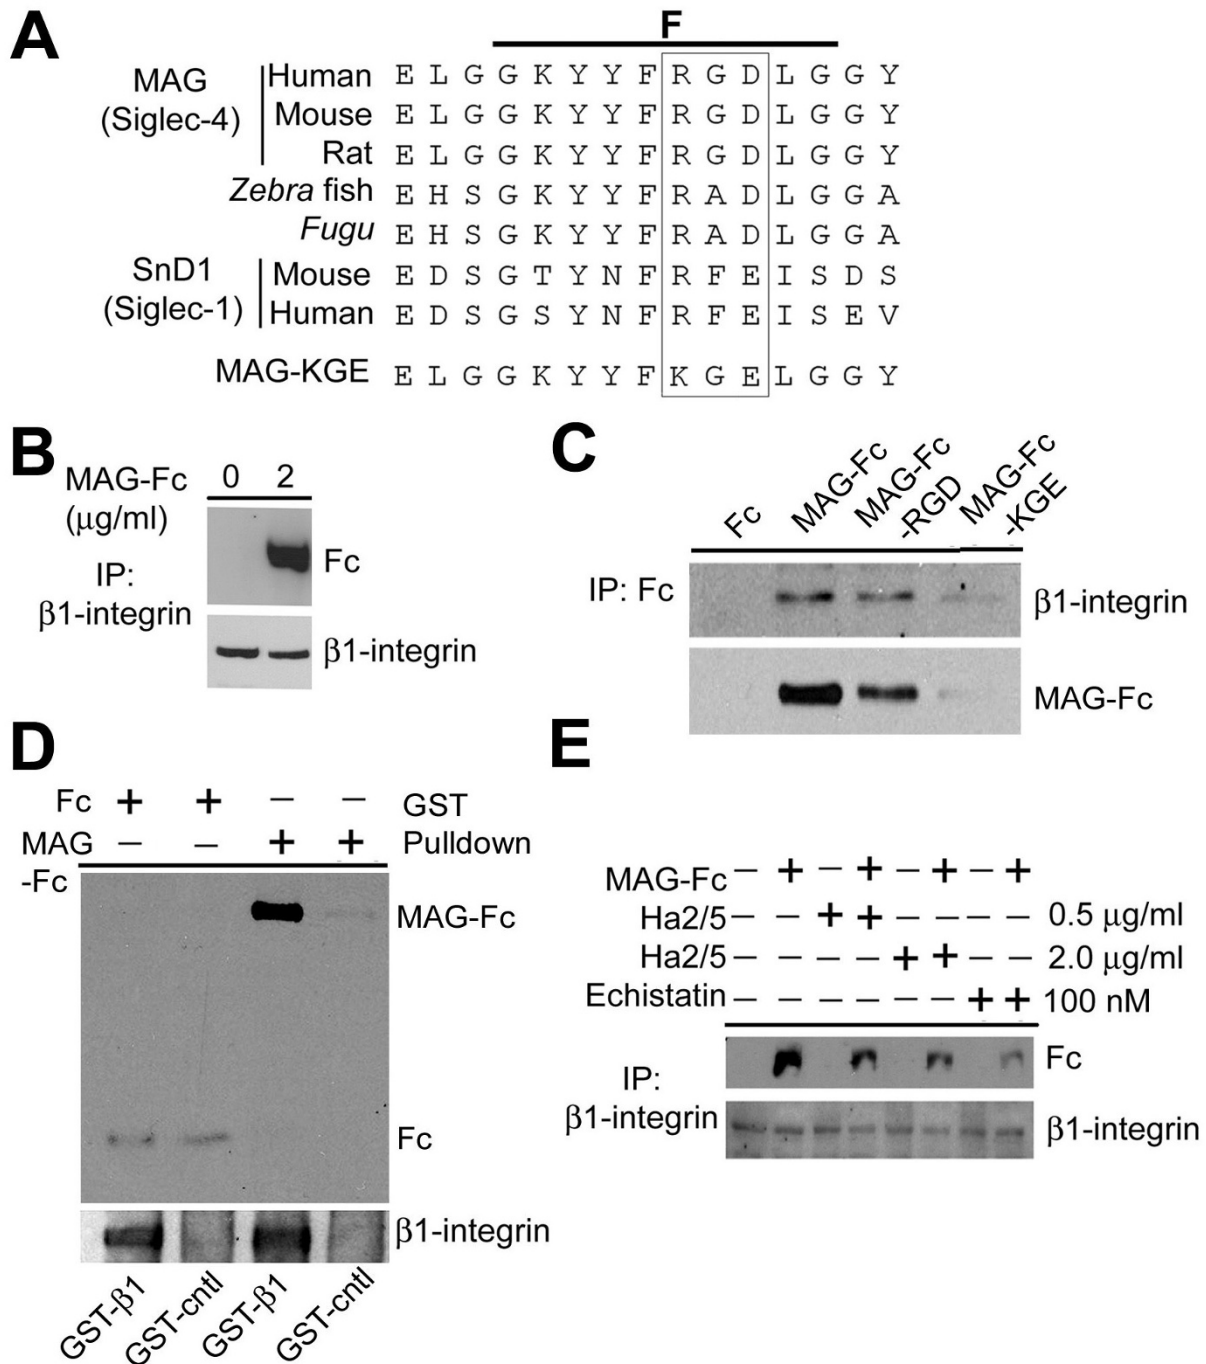 A
F
MAG
(Siglec-4)
Human E L G G K Y Y F R G D L G G Y
Mouse E L G G K Y Y F R G D L G G Y
Rat E L G G K Y Y F R G D L G G Y
Zebra fish E H S G K Y Y F R A D L G G A
Fugu E H S G K Y Y F R A D L G G A
SnD1
(Siglec-1)
Mouse E D S G T Y N F R F E I S D S
Human E D S G S Y N F R F E I S E V
MAG-KGE E L G G K Y Y F K G E L G G Y
B
MAG-Fc 0 2
(μg/ml)
IP:
β1-integrin
Fc
β1-integrin
C
Fc
MAG-Fc
MAG-Fc
-RGD
MAG-Fc
-KGE
IP: Fc
β1-integrin
MAG-Fc
D
Fc + + – – GST
MAG – – + + Pulldown
-Fc
MAG-Fc
Fc
β1-integrin
GST-β1
GST-cntl
GST-β1
GST-cntl
E
MAG-Fc – + – + – + – +
Ha2/5 – – + + – – – – 0.5 μg/ml
Ha2/5 – – – – + + – – 2.0 μg/ml
Echistatin – – – – – – + + 100 nM
IP:
β1-integrin
Fc
β1-integrin